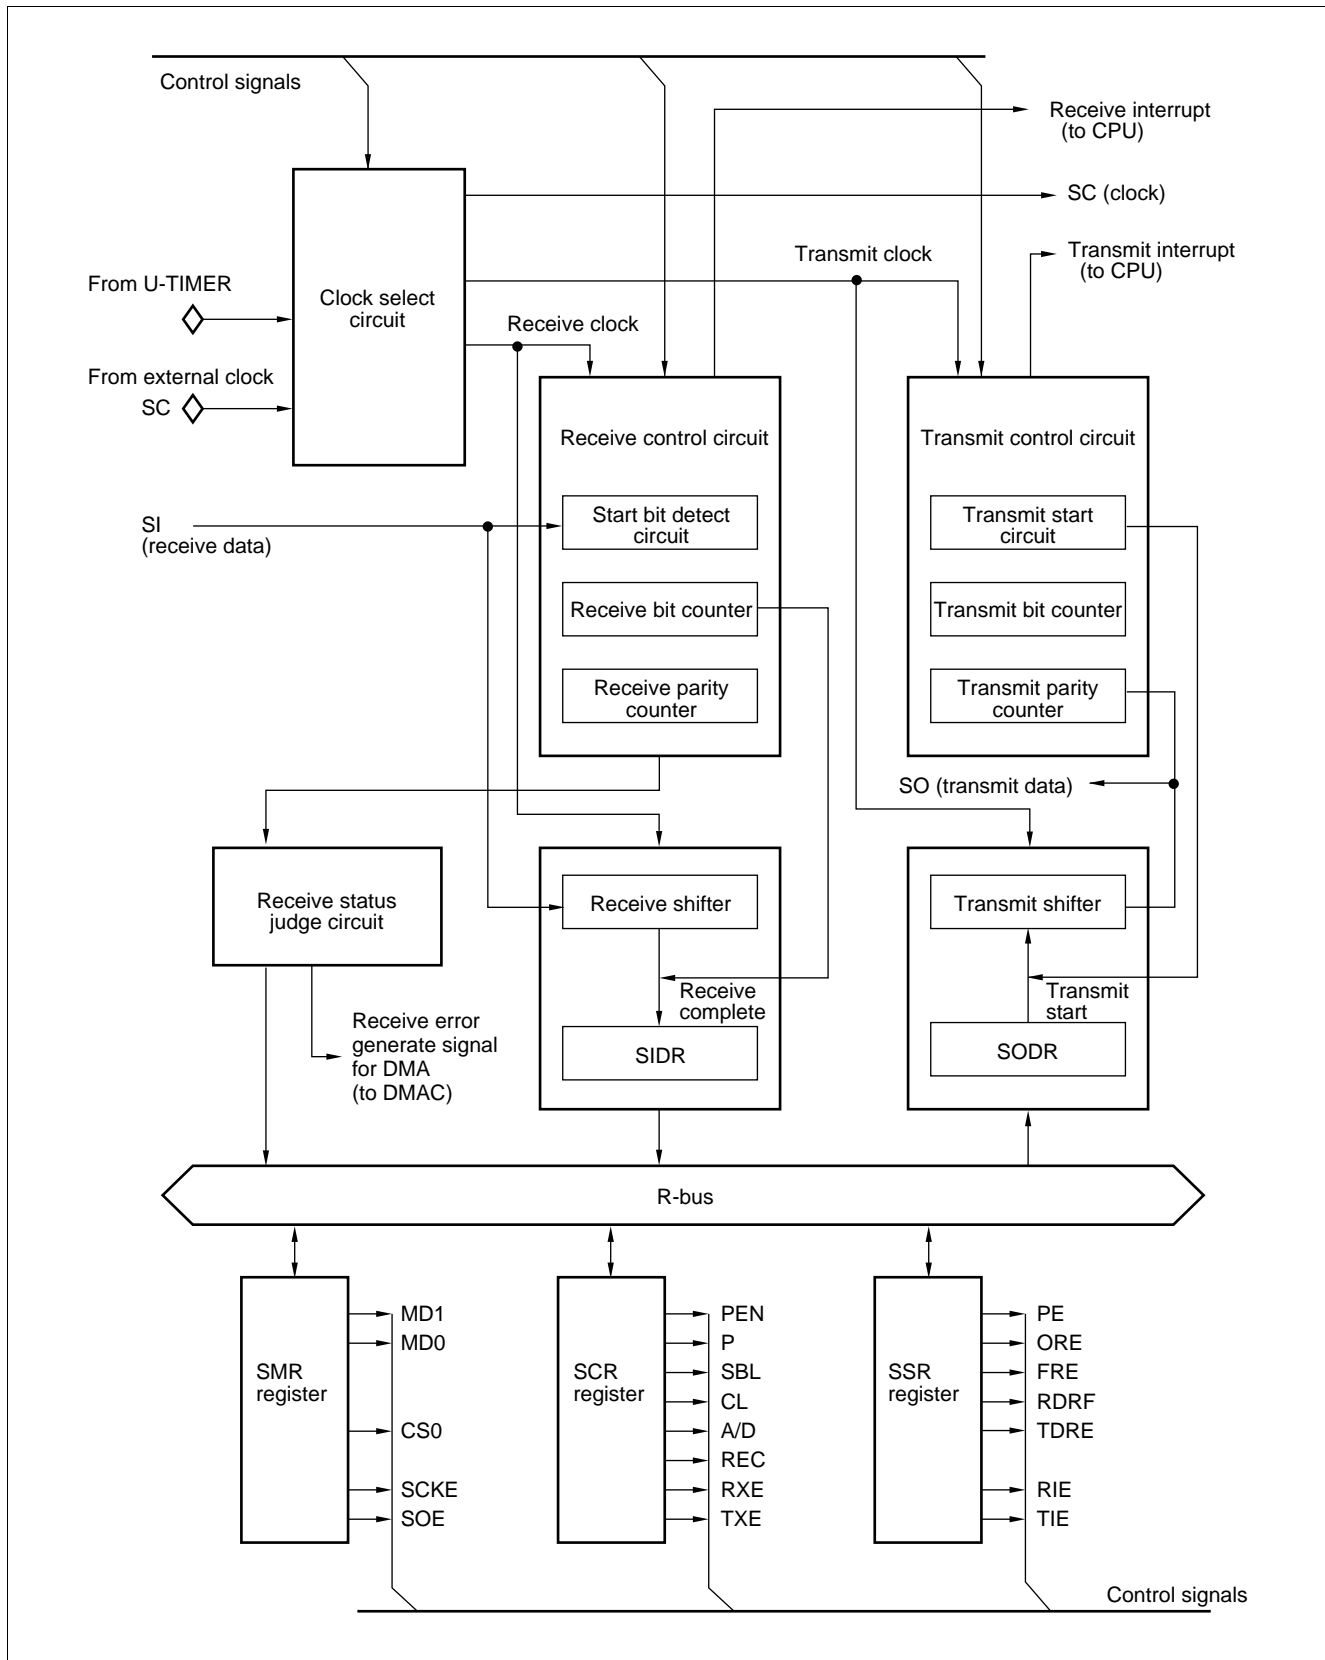 Control signals
Receive interrupt
(to CPU)
SC (clock)
Transmit clock
Transmit interrupt
(to CPU)
From U-TIMER
Clock select
circuit
Receive clock
From external clock
SC
Receive control circuit
Transmit control circuit
SI
(receive data)
Start bit detect
circuit
Transmit start
circuit
Receive bit counter
Transmit bit counter
Receive parity
counter
Transmit parity
counter
SO (transmit data)
Receive status
judge circuit
Receive shifter
Transmit shifter
Receive
complete
Transmit
start
Receive error
generate signal
for DMA
(to DMAC)
SIDR
SODR
R-bus
SMR
register
MD1
MD0
CS0
SCKE
SOE
SCR
register
PEN
P
SBL
CL
A/D
REC
RXE
TXE
SSR
register
PE
ORE
FRE
RDRF
TDRE
RIE
TIE
Control signals